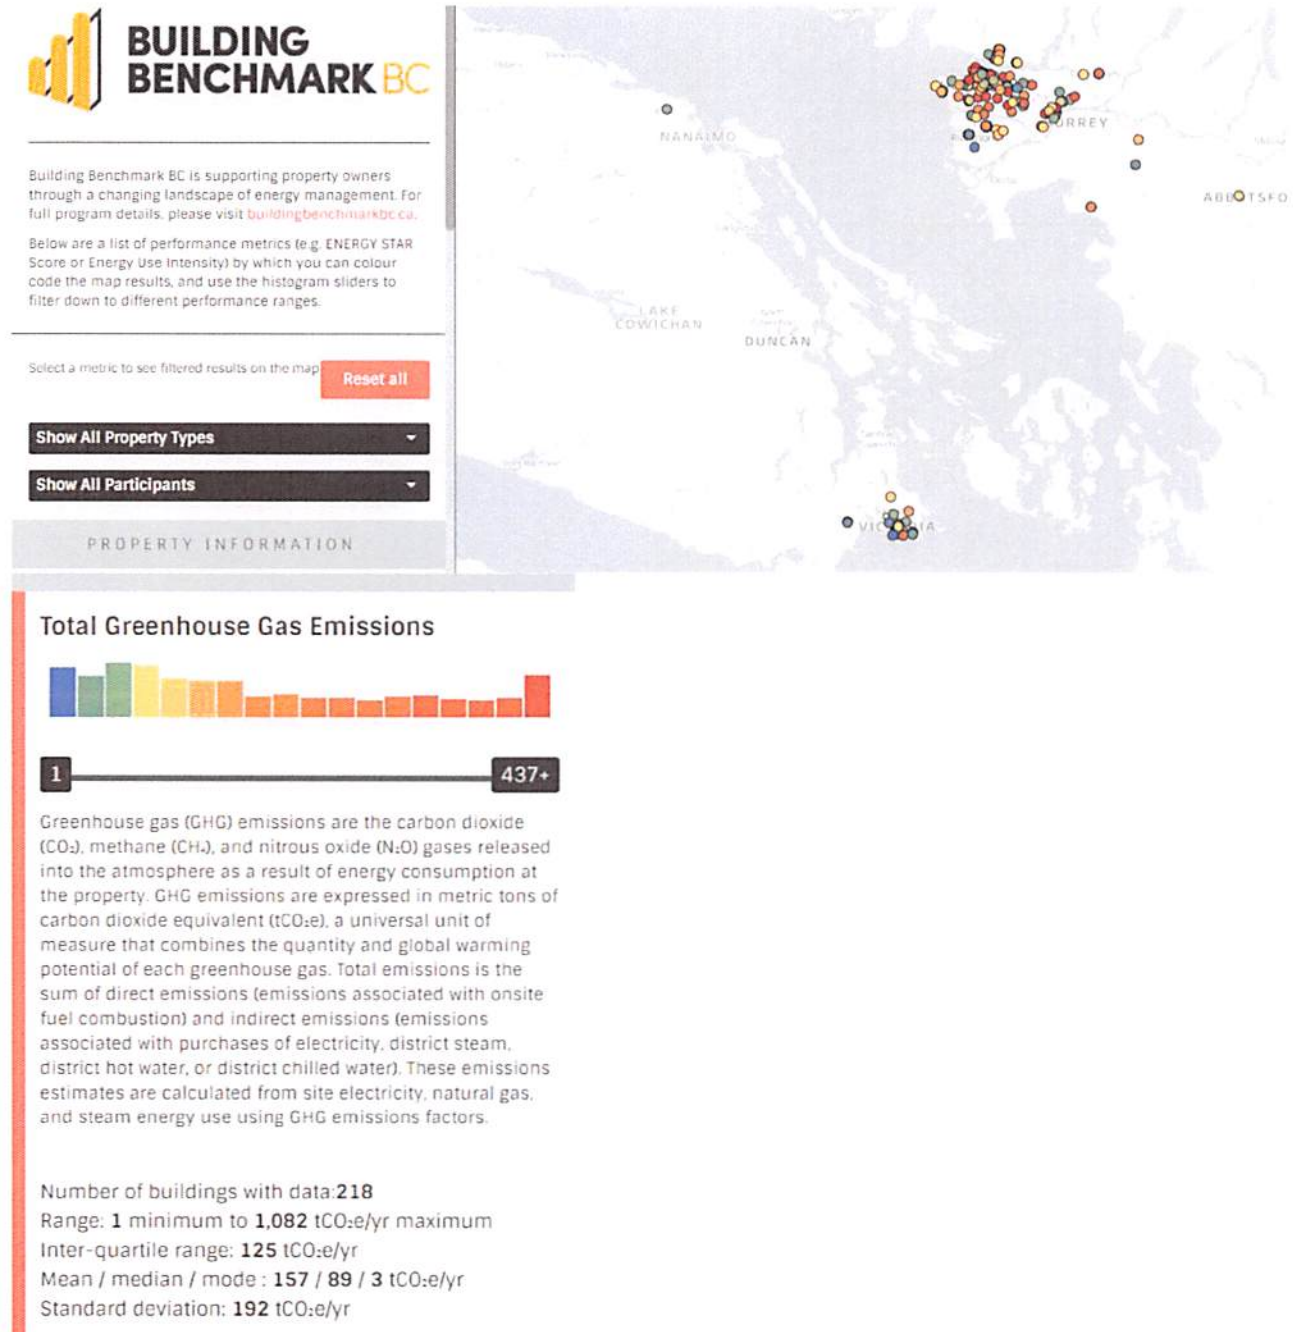 BUILDING
BENCHMARK BC
Building Benchmark BC is supporting property owners
through a changing landscape of energy management. For
full program details, please visit buildingbenchmarkbc.ca.
Below are a list of performance metrics (e.g. ENERGY STAR
Score or Energy Use Intensity) by which you can colour
code the map results, and use the histogram sliders to
filter down to different performance ranges.
Select a metric to see filtered results on the map
Reset all
Show All Property Types
Show All Participants
PROPERTY INFORMATION
NANAIMO
LAKE
COWICHAN
DUNCAN
Total Greenhouse Gas Emissions
1
437+
Greenhouse gas (GHG) emissions are the carbon dioxide
(CO₂), methane (CH₄), and nitrous oxide (N₂O) gases released
into the atmosphere as a result of energy consumption at
the property. GHG emissions are expressed in metric tons of
carbon dioxide equivalent (tCO₂e), a universal unit of
measure that combines the quantity and global warming
potential of each greenhouse gas. Total emissions is the
sum of direct emissions (emissions associated with onsite
fuel combustion) and indirect emissions (emissions
associated with purchases of electricity, district steam,
district hot water, or district chilled water). These emissions
estimates are calculated from site electricity, natural gas,
and steam energy use using GHG emissions factors.
Number of buildings with data:218
Range: 1 minimum to 1,082 tCO₂e/yr maximum
Inter-quartile range: 125 tCO₂e/yr
Mean / median / mode : 157 / 89 / 3 tCO₂e/yr
Standard deviation: 192 tCO₂e/yr